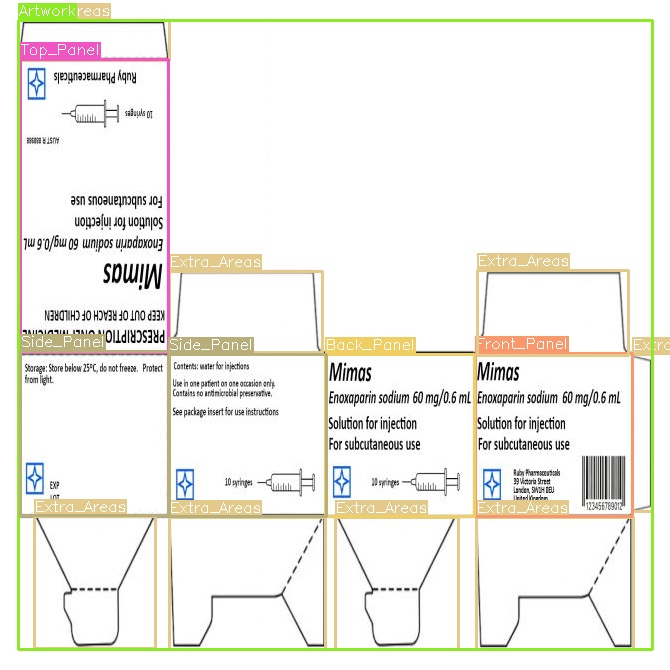 Artwork
Top_Panel
PRESCRIPTION ONLY MEDICINE
KEEP OUT OF REACH OF CHILDREN
Mimas
Enoxaparin sodium 60 mg/0.6 mL
Solution for injection
For subcutaneous use
AUST R
10 syringes
Ruby Pharmaceuticals
Extra_Areas
Extra_Areas
Side_Panel
Storage: Store below 25°C, do not freeze. Protect
from light.
EXP
LOT
Side_Panel
Contents: water for injections
Use in one patient on one occasion only.
Contains no antimicrobial preservative.
See package insert for use instructions
10 syringes
Back_Panel
Mimas
Enoxaparin sodium 60 mg/0.6 mL
Solution for injection
For subcutaneous use
10 syringes
Front_Panel
Mimas
Enoxaparin sodium 60 mg/0.6 mL
Solution for injection
For subcutaneous use
Ruby Pharmaceuticals
39 Victoria Street
London, SW1H 0EU
United Kingdom
123456789012
Extra_Areas
Extra_Areas
Extra_Areas
Extra_Areas